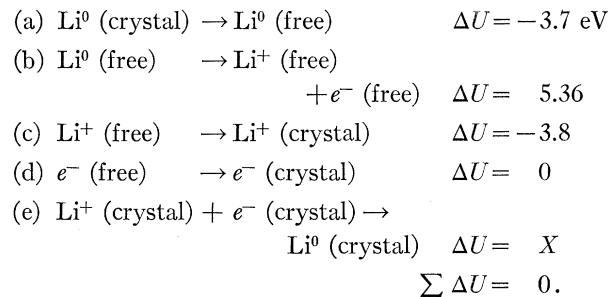 (a) Li⁰ (crystal) → Li⁰ (free) ΔU = −3.7 eV
(b) Li⁰ (free) → Li⁺ (free)
+e⁻ (free) ΔU = 5.36
(c) Li⁺ (free) → Li⁺ (crystal) ΔU = −3.8
(d) e⁻ (free) → e⁻ (crystal) ΔU = 0
(e) Li⁺ (crystal) + e⁻ (crystal) →
Li⁰ (crystal) ΔU = X
∑ ΔU = 0.